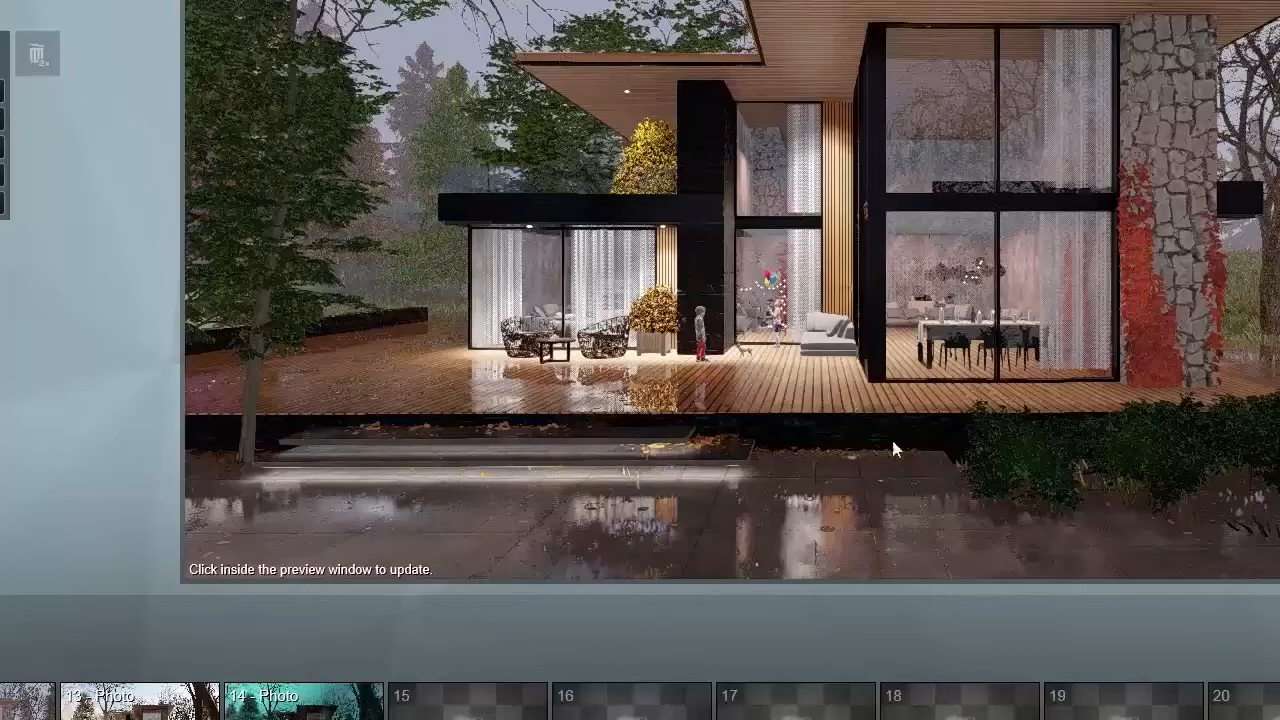 Click inside the preview window to update.
13 - Photo
14 - Photo
15
16
17
18
19
20